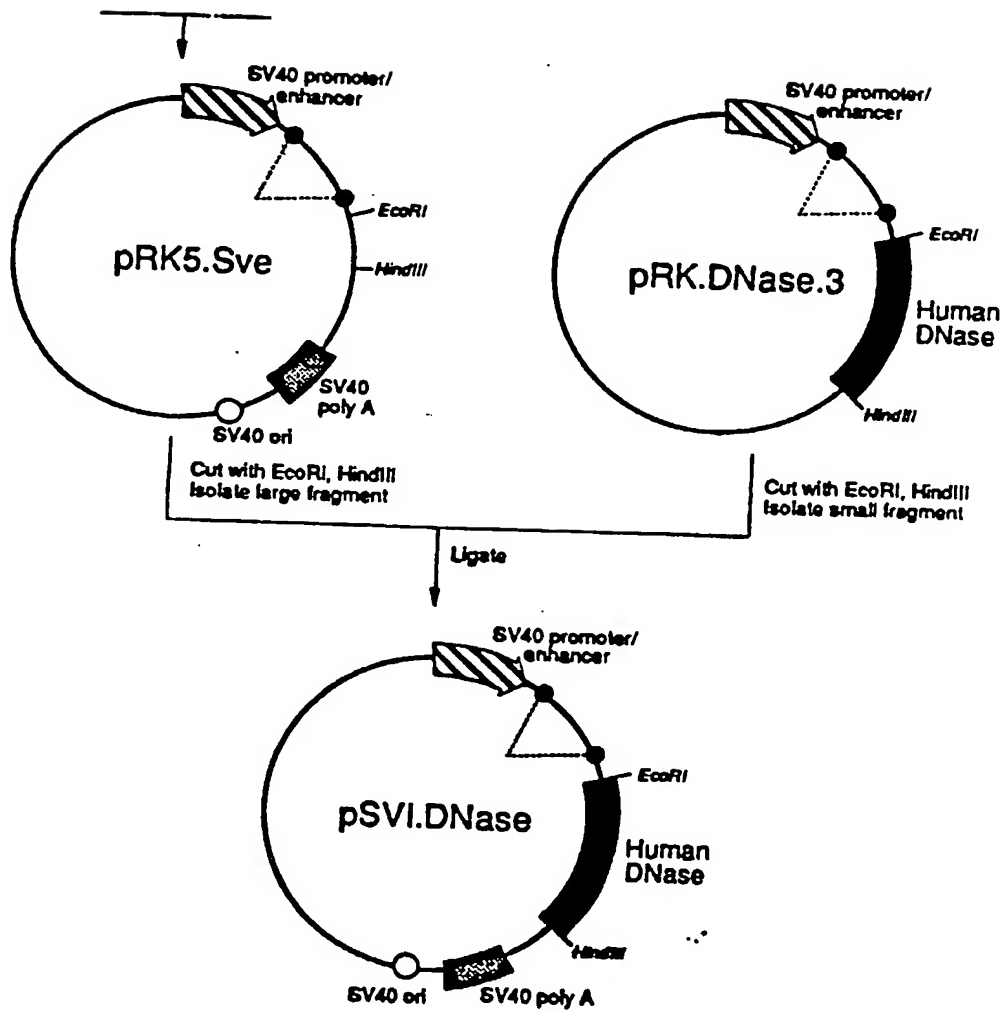 SV40 promoter/
enhancer
EcoRI
pRK5.Sve
HindIII
SV40
poly A
SV40 ori
Cut with EcoRI, HindIII
Isolate large fragment
SV40 promoter/
enhancer
EcoRI
pRK.DNase.3
Human
DNase
HindIII
Cut with EcoRI, HindIII
Isolate small fragment
Ligate
SV40 promoter/
enhancer
EcoRI
pSVI.DNase
Human
DNase
HindIII
SV40 ori
SV40 poly A